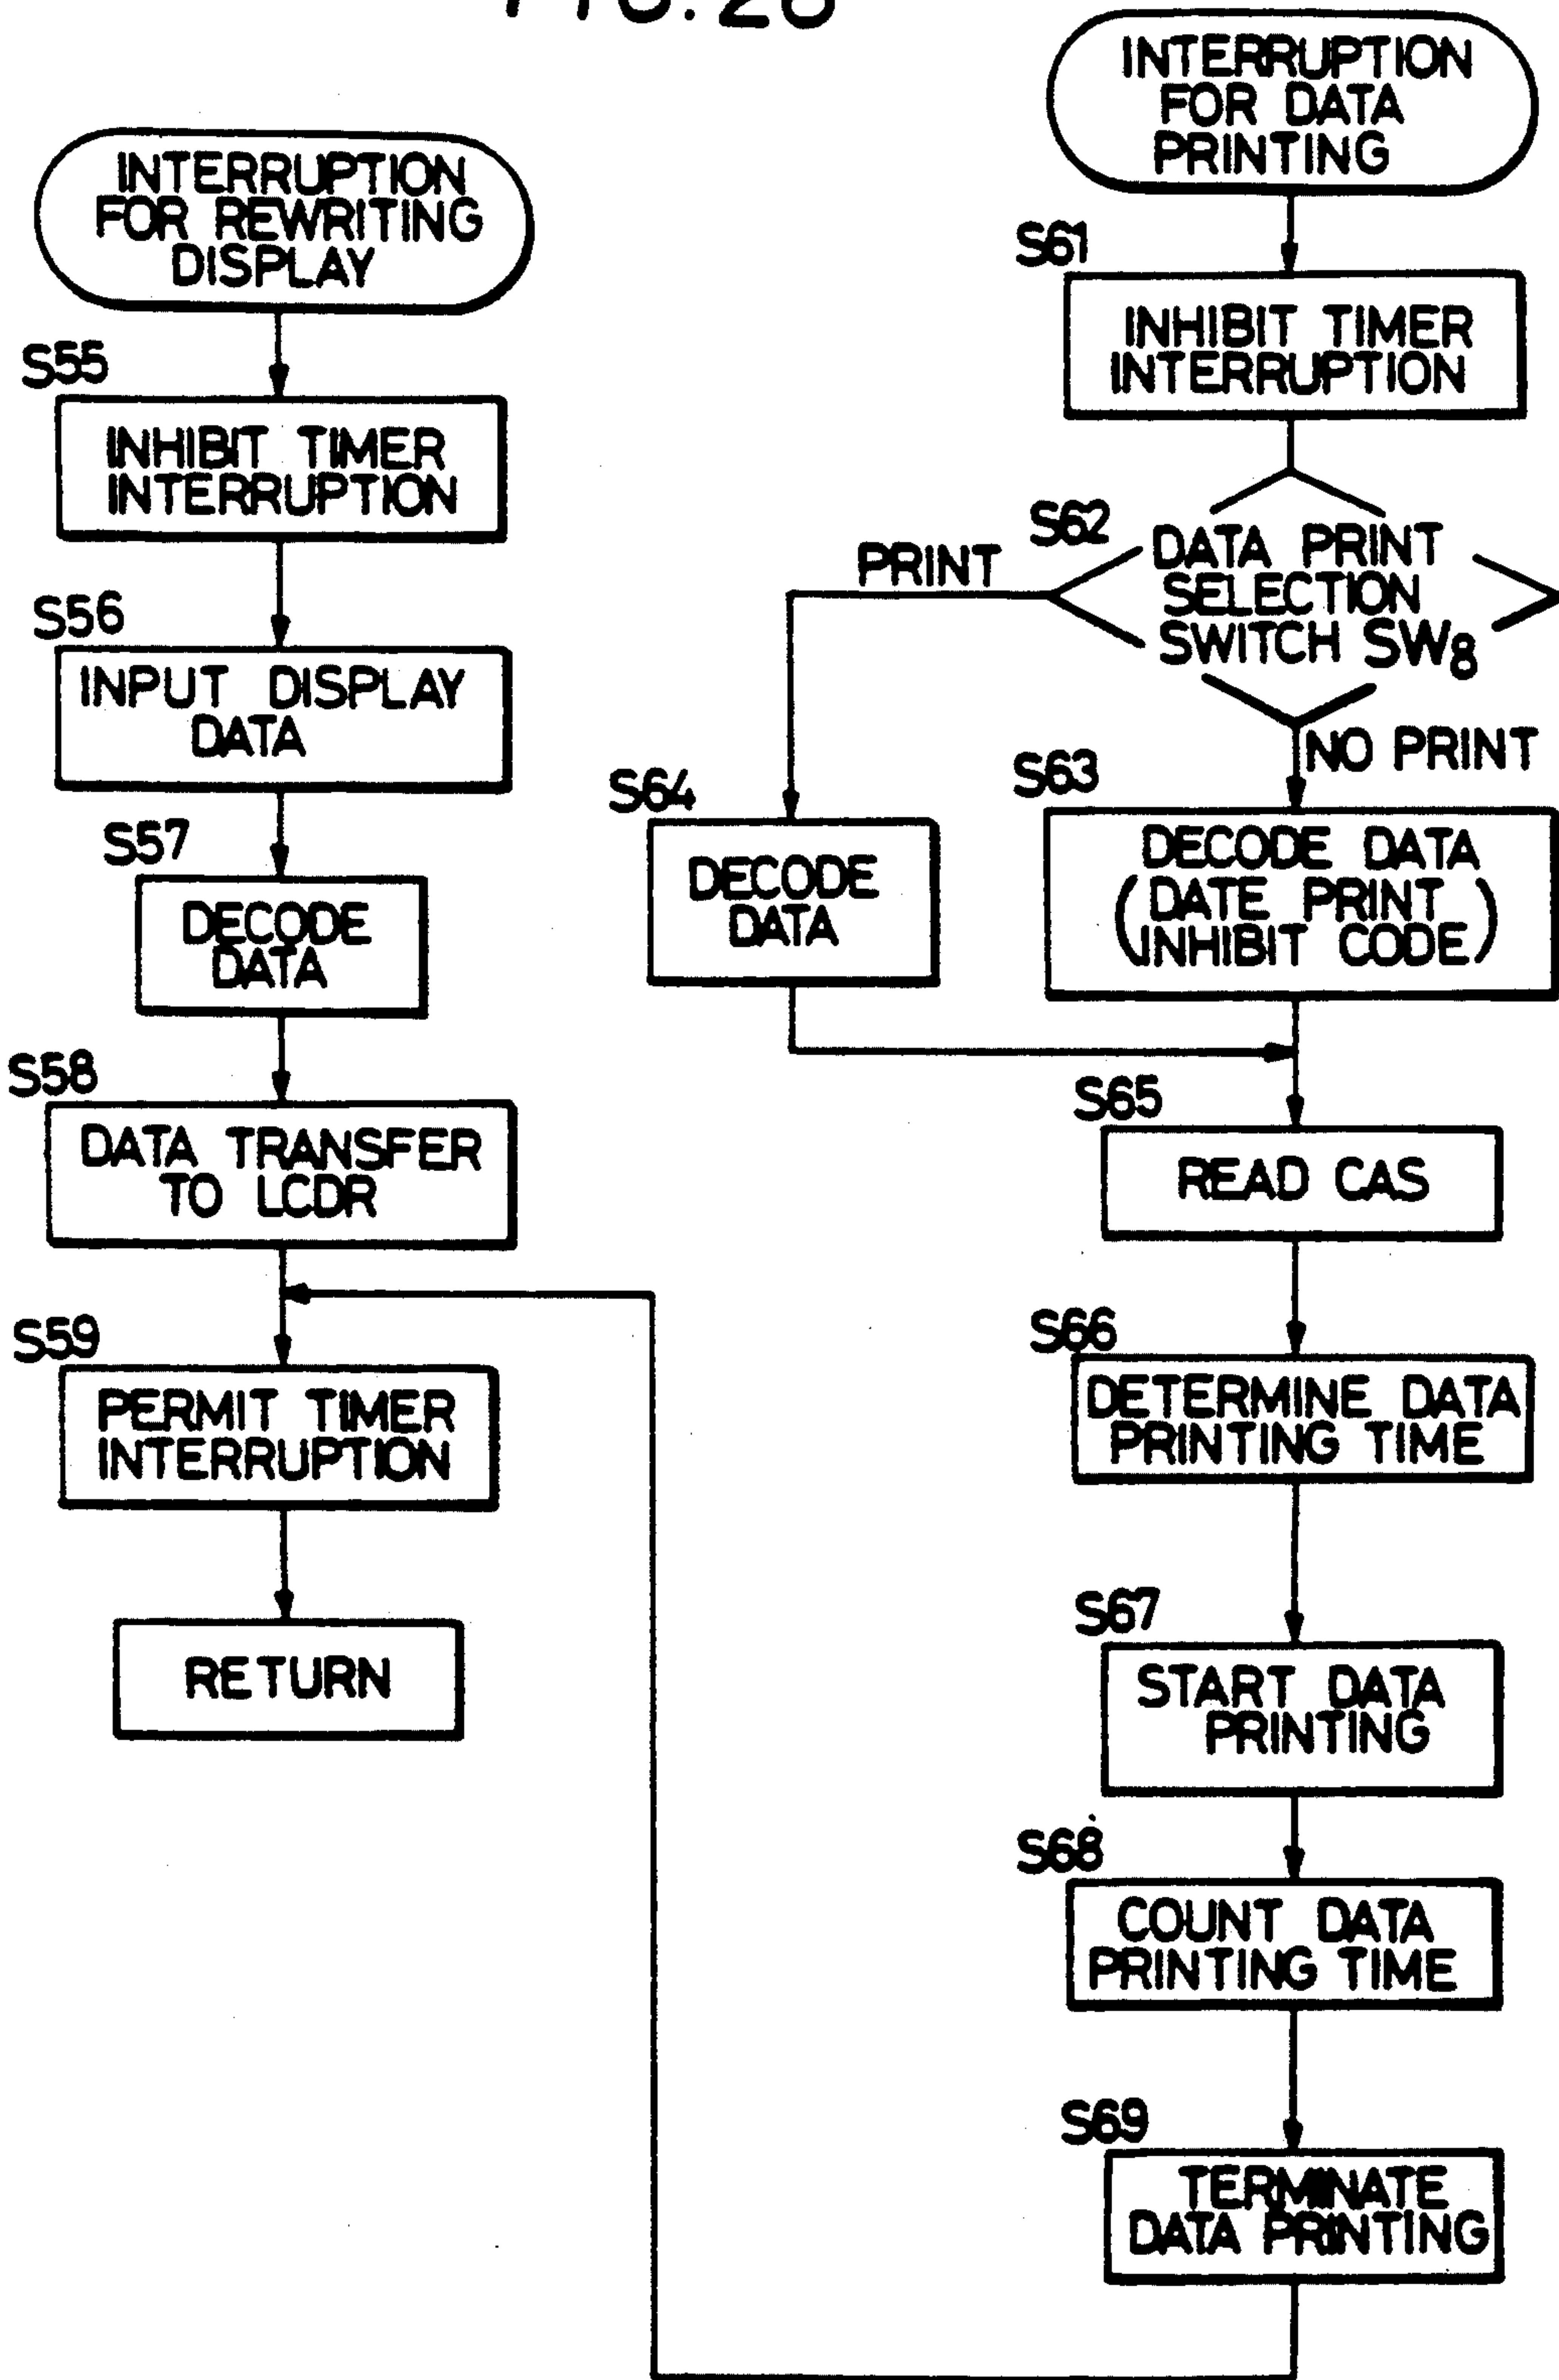 INTERRUPTION
FOR REWRITING
DISPLAY
S55
INHIBIT TIMER
INTERRUPTION
S56
INPUT DISPLAY
DATA
S57
DECODE
DATA
S58
DATA TRANSFER
TO LCDR
S59
PERMIT TIMER
INTERRUPTION
RETURN
INTERRUPTION
FOR DATA
PRINTING
S61
INHIBIT TIMER
INTERRUPTION
S62
DATA PRINT
SELECTION
SWITCH SW8
PRINT
NO PRINT
S64
DECODE
DATA
S63
DECODE DATA
(DATE PRINT
INHIBIT CODE)
S65
READ CAS
S66
DETERMINE DATA
PRINTING TIME
S67
START DATA
PRINTING
S68
COUNT DATA
PRINTING TIME
S69
TERMINATE
DATA PRINTING